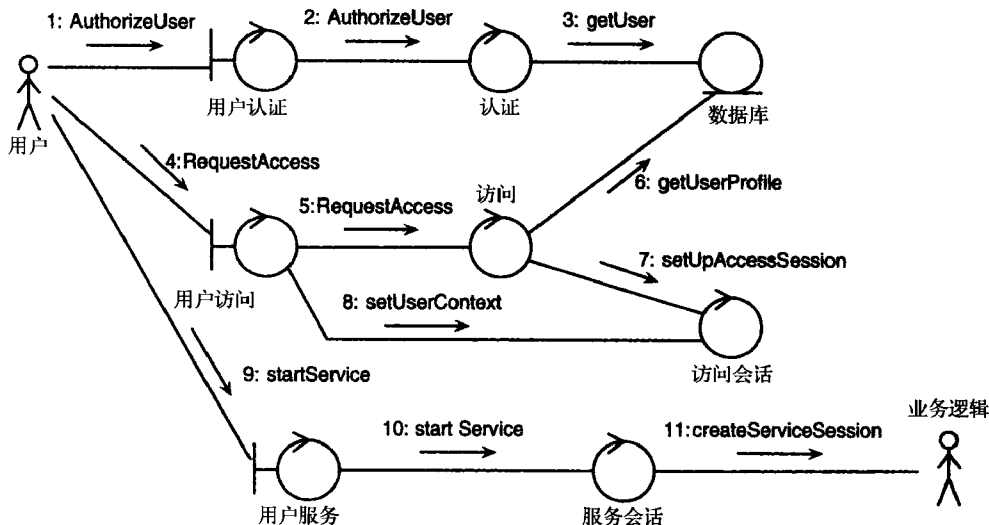 1: AuthorizeUser
2: AuthorizeUser
3: getUser
用户
用户认证
认证
数据库
4:RequestAccess
5:RequestAccess
访问
6: getUserProfile
用户访问
7: setUpAccessSession
8: setUserContext
访问会话
9: startService
10: start Service
11:createServiceSession
业务逻辑
用户服务
服务会话